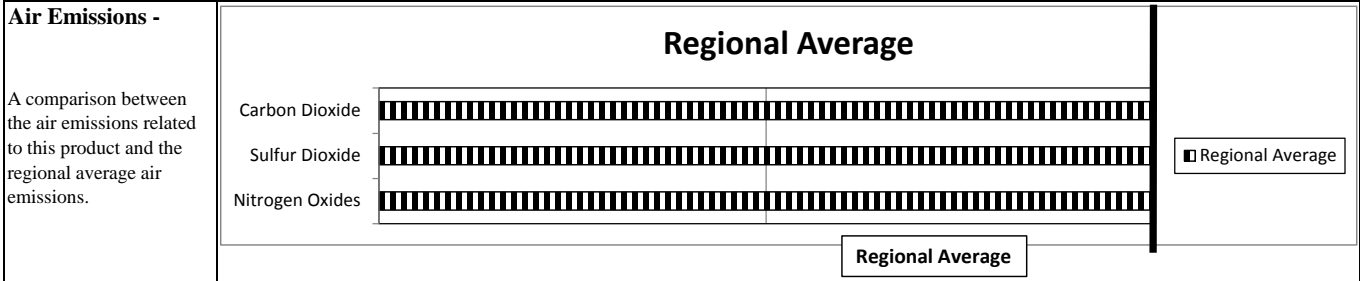 Air Emissions -
A comparison between
the air emissions related
to this product and the
regional average air
emissions.
Regional Average
Carbon Dioxide
Sulfur Dioxide
Nitrogen Oxides
Regional Average
Regional Average